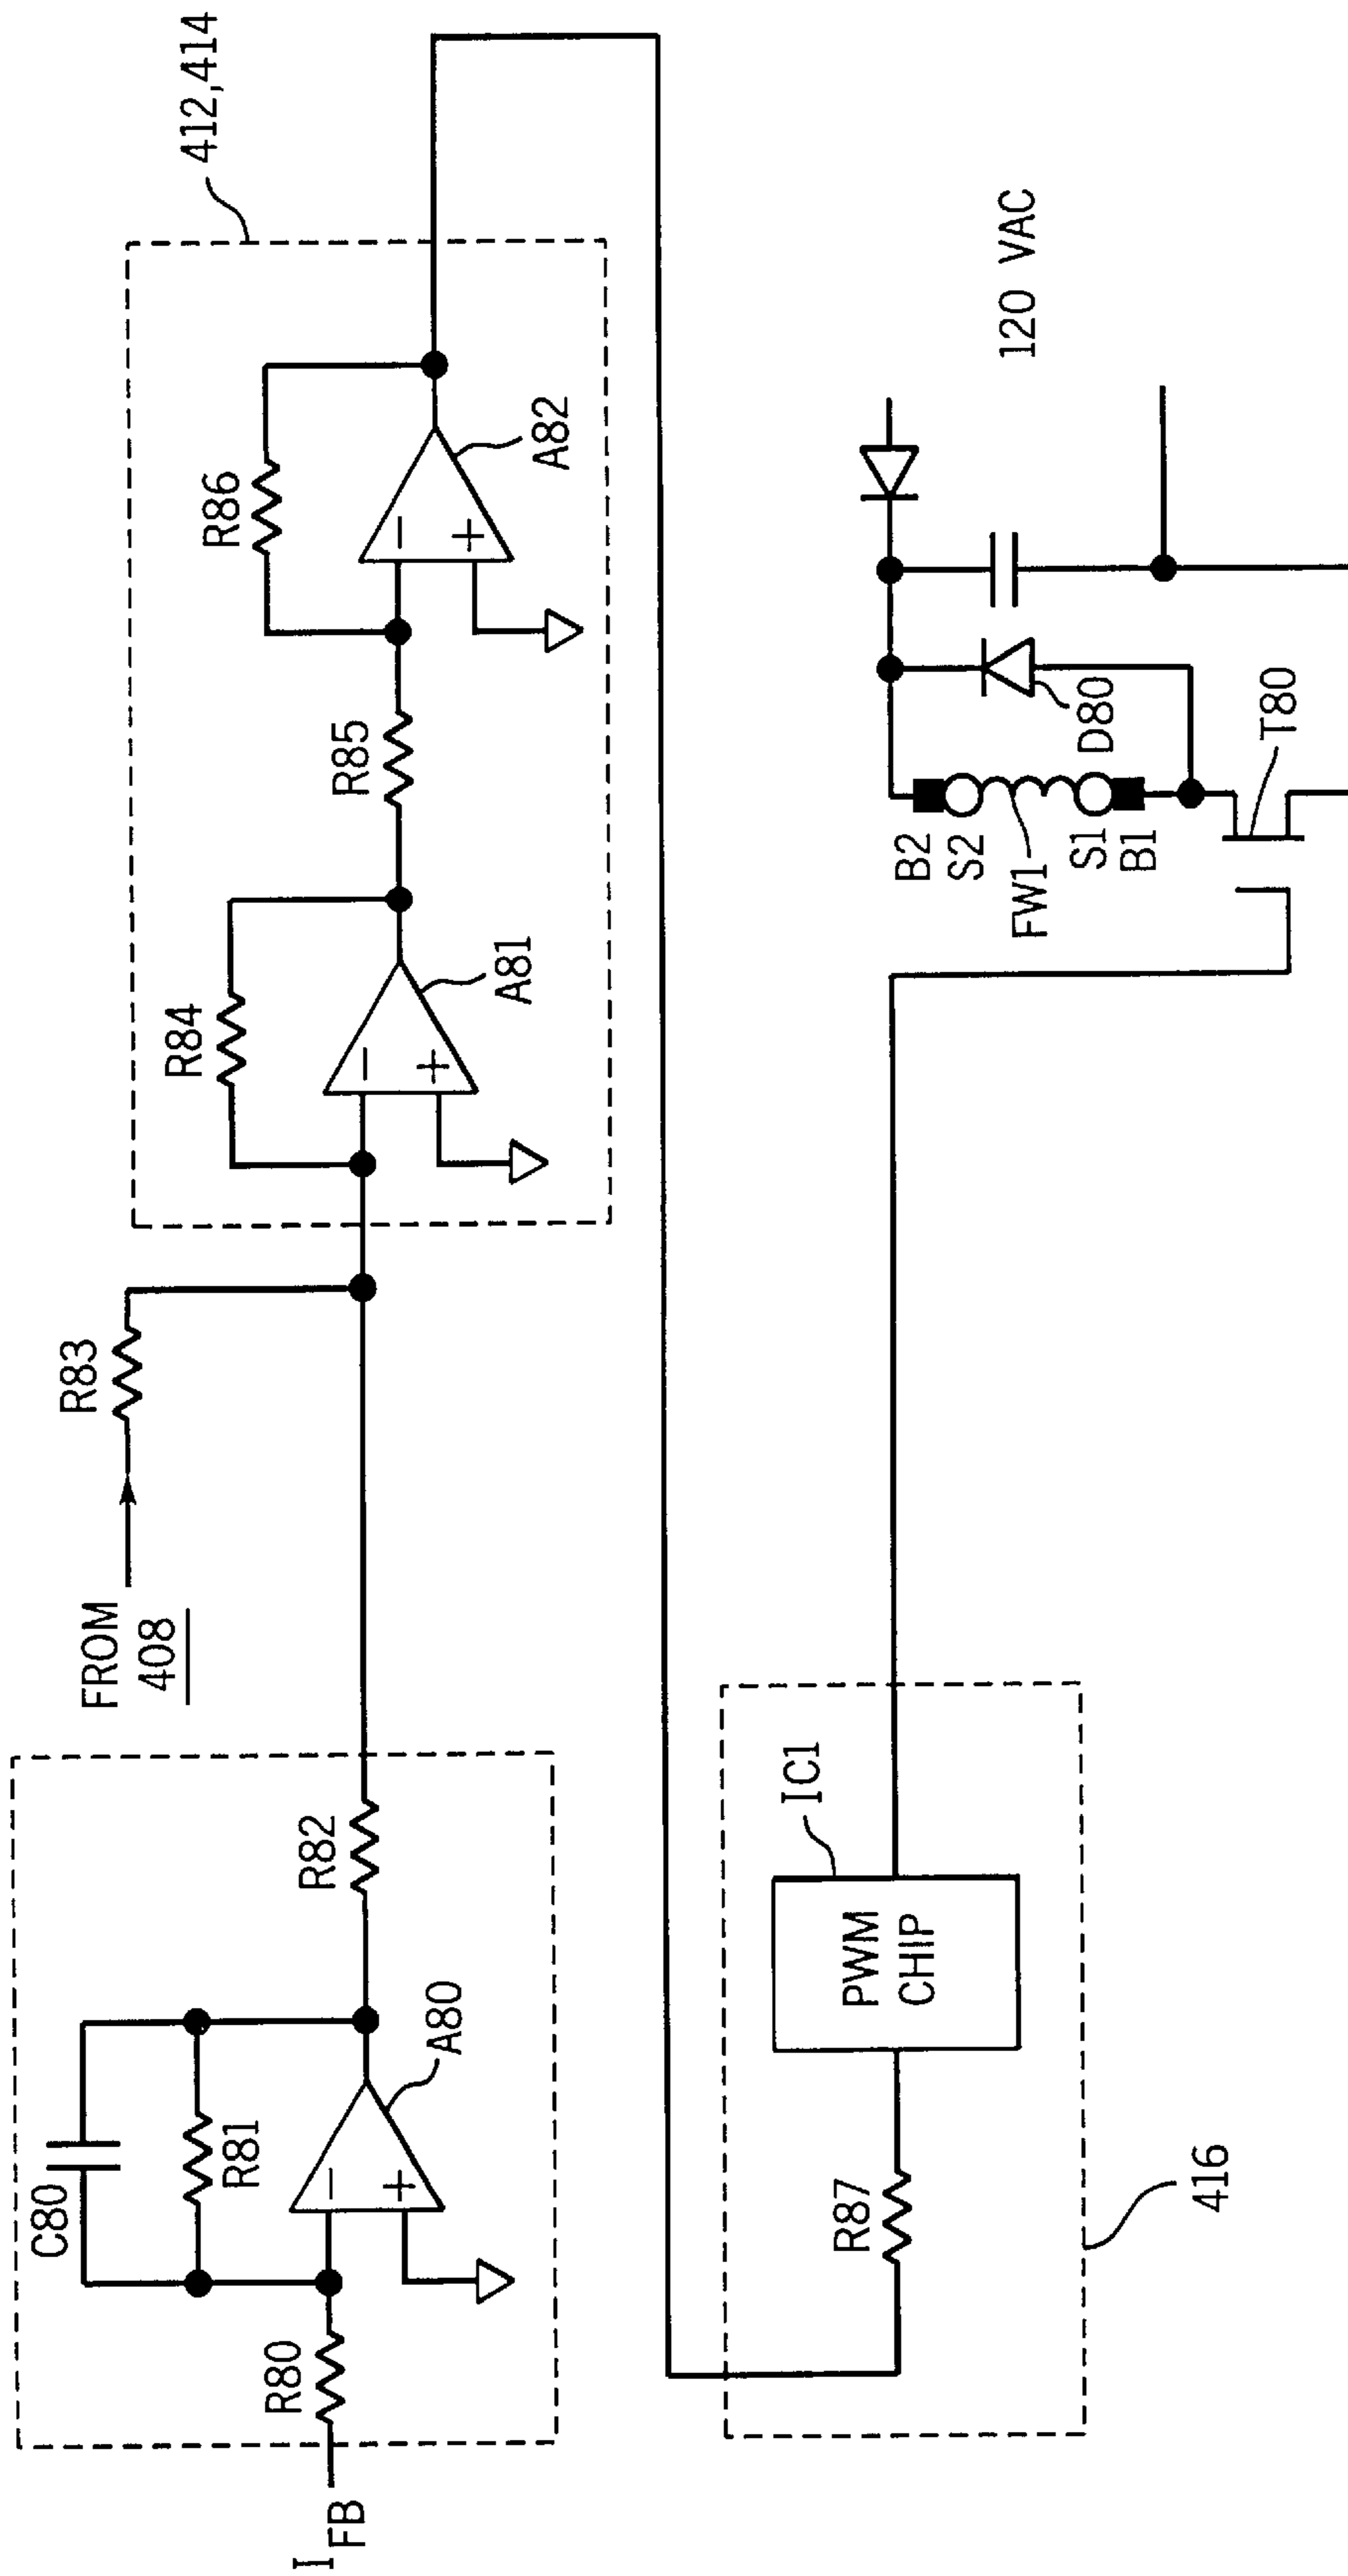 412,414
R86
A82
R85
R84
A81
R83
FROM
408
R82
C80
R81
A80
R80
I FB
120 VAC
D80
T80
B2
S2
FW1
S1
B1
IC1
PWM
CHIP
R87
416